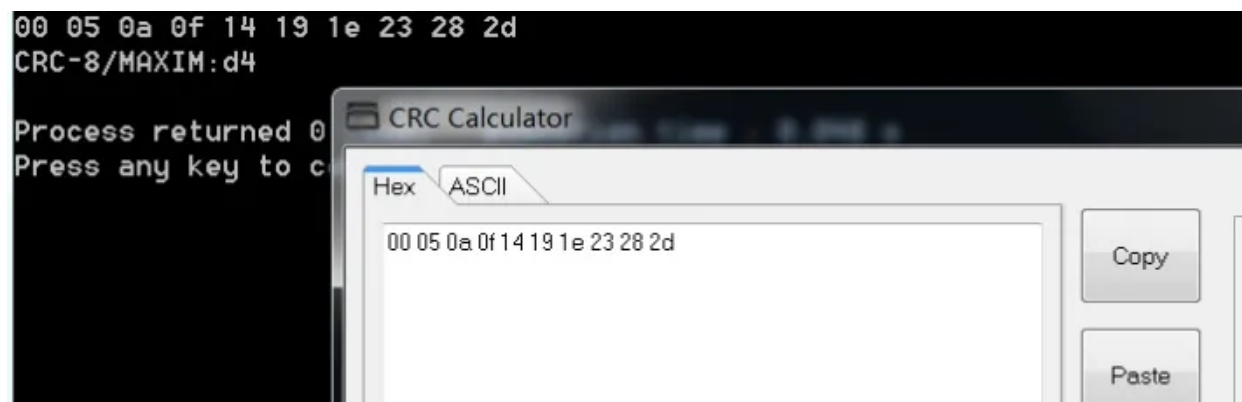 00 05 0a 0f 14 19 1e 23 28 2d
CRC-8/MAXIM:d4
Process returned 0
Press any key to c
CRC Calculator
Hex ASCII
00 05 0a 0f 14 19 1e 23 28 2d
Copy
Paste